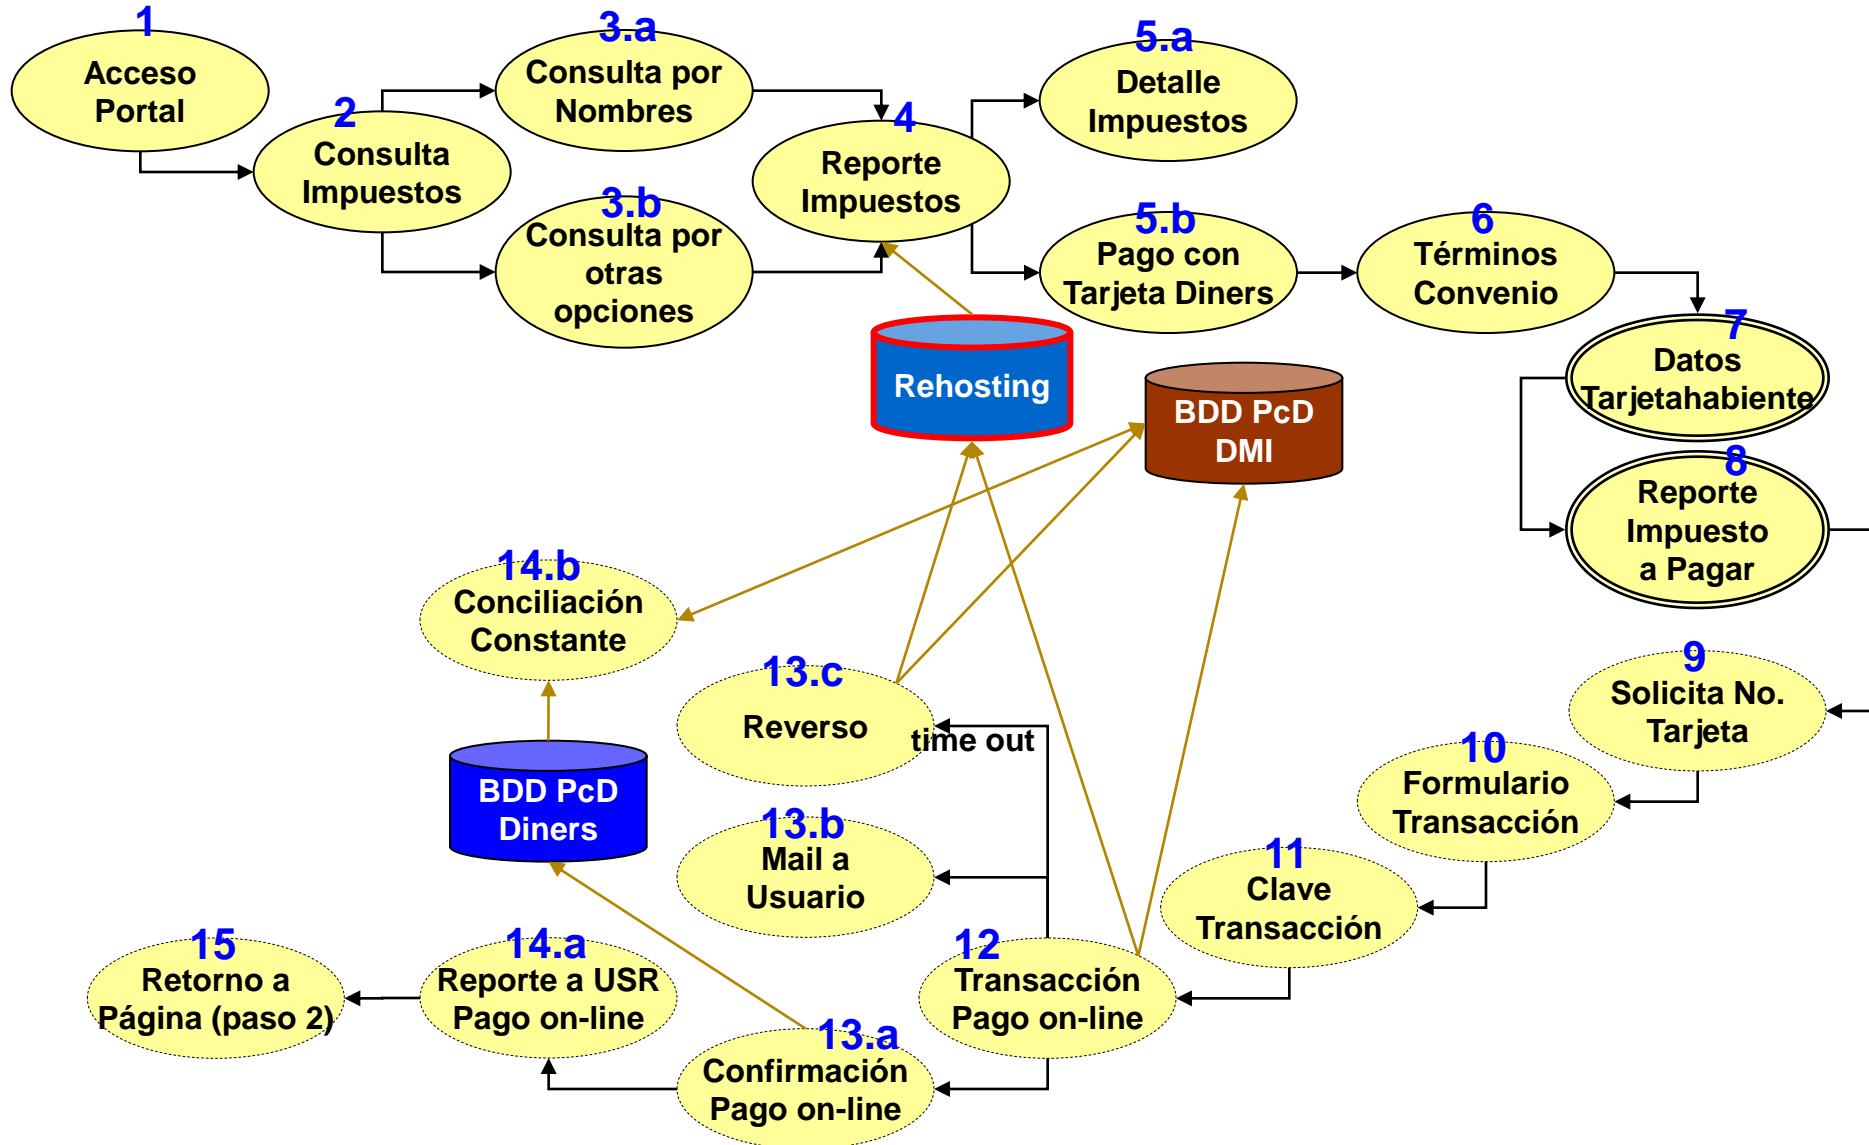 1
Acceso
Portal
2
Consulta
Impuestos
3.a
Consulta por
Nombres
3.b
Consulta por
otras
opciones
4
Reporte
Impuestos
5.a
Detalle
Impuestos
5.b
Pago con
Tarjeta Diners
6
Términos
Convenio
7
Datos
Tarjetahabiente
8
Reporte
Impuesto
a Pagar
Rehosting
BDD PcD
DMI
9
Solicita No.
Tarjeta
10
Formulario
Transacción
11
Clave
Transacción
12
Transacción
Pago on-line
13.a
Confirmación
Pago on-line
13.b
Mail a
Usuario
13.c
Reverso
time out
14.a
Reporte a USR
Pago on-line
14.b
Conciliación
Constante
BDD PcD
Diners
15
Retorno a
Página (paso 2)